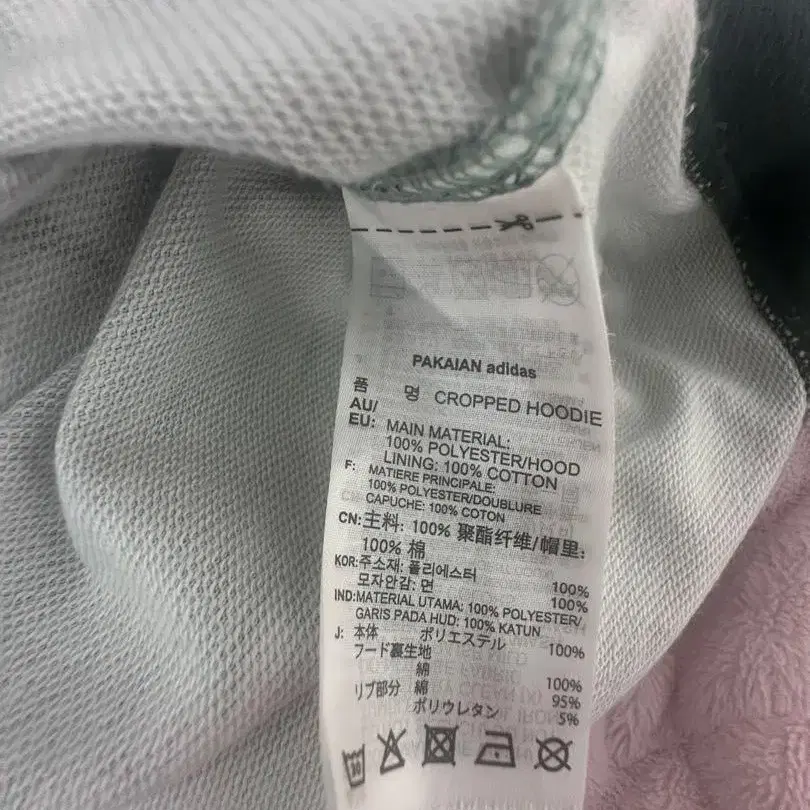 PAKAIAN adidas
품 명 CROPPED HOODIE
AU/
EU: MAIN MATERIAL:
100% POLYESTER/HOOD
LINING: 100% COTTON
F: MATIERE PRINCIPALE:
100% POLYESTER/DOUBLURE
CAPUCHE: 100% COTON
CN:主料: 100% 聚酯纤维/帽里:
100% 棉
KOR:주소재: 폴리에스터 100%
모자안감: 면 100%
IND:MATERIAL UTAMA: 100% POLYESTER/
GARIS PADA HUD: 100% KATUN
J: 本体 ポリエステル 100%
フード裏生地
綿 100%
リブ部分 綿 95%
ポリウレタン 5%